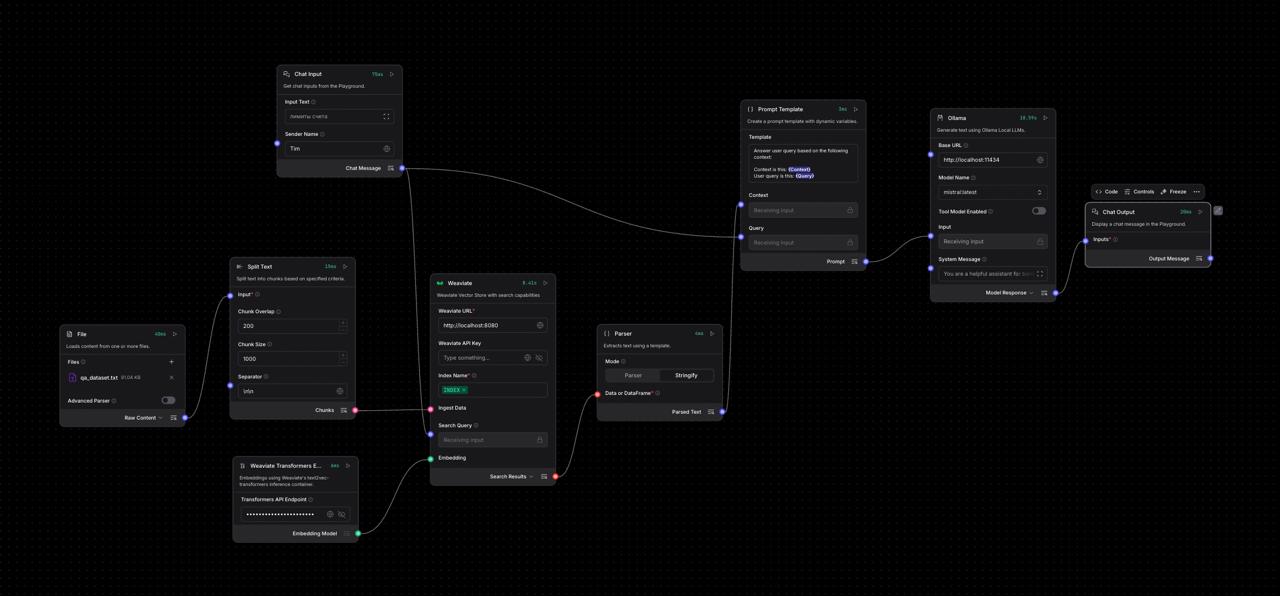 Chat Input
15ms
Get chat inputs from the Playground.
Input Text
лимиты счета
Sender Name
Tim
Chat Message
Split Text
15ms
Split text into chunks based on specified criteria.
Input*
Chunk Overlap
200
Chunk Size
1000
Separator
\n\n
Chunks
File
40ms
Loads content from one or more files.
Files
qa_dataset.txt
91.04 KB
Advanced Parser
Raw Content
Weaviate Transformers E...
6ms
Embeddings using Weaviate's text2vec-
transformers inference container.
Transformers API Endpoint
Embedding Model
Weaviate
8.41s
Weaviate Vector Store with search capabilities
Weaviate URL*
http://localhost:8080
Weaviate API Key
Type something...
Index Name*
INDEX
Ingest Data
Search Query
Receiving input
Embedding
Search Results
Parser
4ms
Extracts text using a template.
Mode
Parser
Stringify
Data or DataFrame*
Parsed Text
Prompt Template
3ms
Create a prompt template with dynamic variables.
Template
Answer user query based on the following
context:
Context is this: {Context}
User query is this: {Query}
Context
Receiving input
Query
Receiving input
Prompt
Ollama
18.59s
Generate text using Ollama Local LLMs.
Base URL
http://localhost:11434
Model Name
mistral:latest
Tool Model Enabled
Input
Receiving input
System Message
You are a helpful assistant for
Model Response
Code
Controls
Freeze
Chat Output
20ms
Display a chat message in the Playground.
Inputs*
Output Message